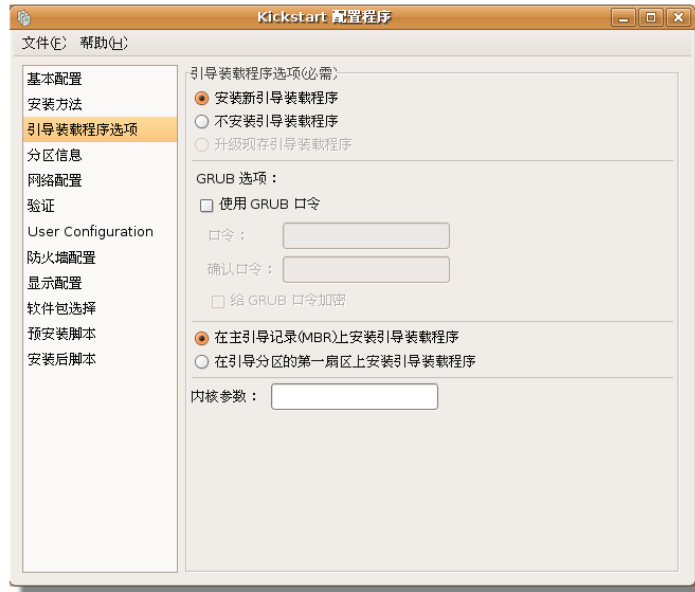 Kickstart 配置程序
文件(F) 帮助(H)
基本配置
安装方法
引导装载程序选项
分区信息
网络配置
验证
User Configuration
防火墙配置
显示配置
软件包选择
预安装脚本
安装后脚本
引导装载程序选项(必需)
安装新引导装载程序
不安装引导装载程序
升级现存引导装载程序
GRUB 选项：
使用 GRUB 口令
口令：
确认口令：
给 GRUB 口令加密
在主引导记录(MBR)上安装引导装载程序
在引导分区的第一扇区上安装引导装载程序
内核参数：